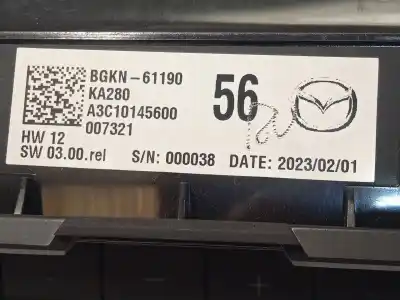 BGKN-61190
KA280
A3C10145600
007321
56
HW 12
SW 03.00.rel S/N: 000038 DATE: 2023/02/01